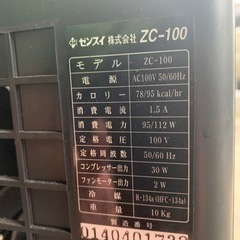 ゼンスイ株式会社 ZC-100
モデル ZC-100
電源 AC100V 50/60Hz
カロリー 78/95 kcal/hr
消費電流 1.5 A
消費電力 95/112 W
定格電圧 100 V
定格周波数 50/60 Hz
コンプレッサー出力 30W
ファンモーター出力 2 W
冷媒 R-134a (HFC-134a)
重量 10 Kg
製造番号